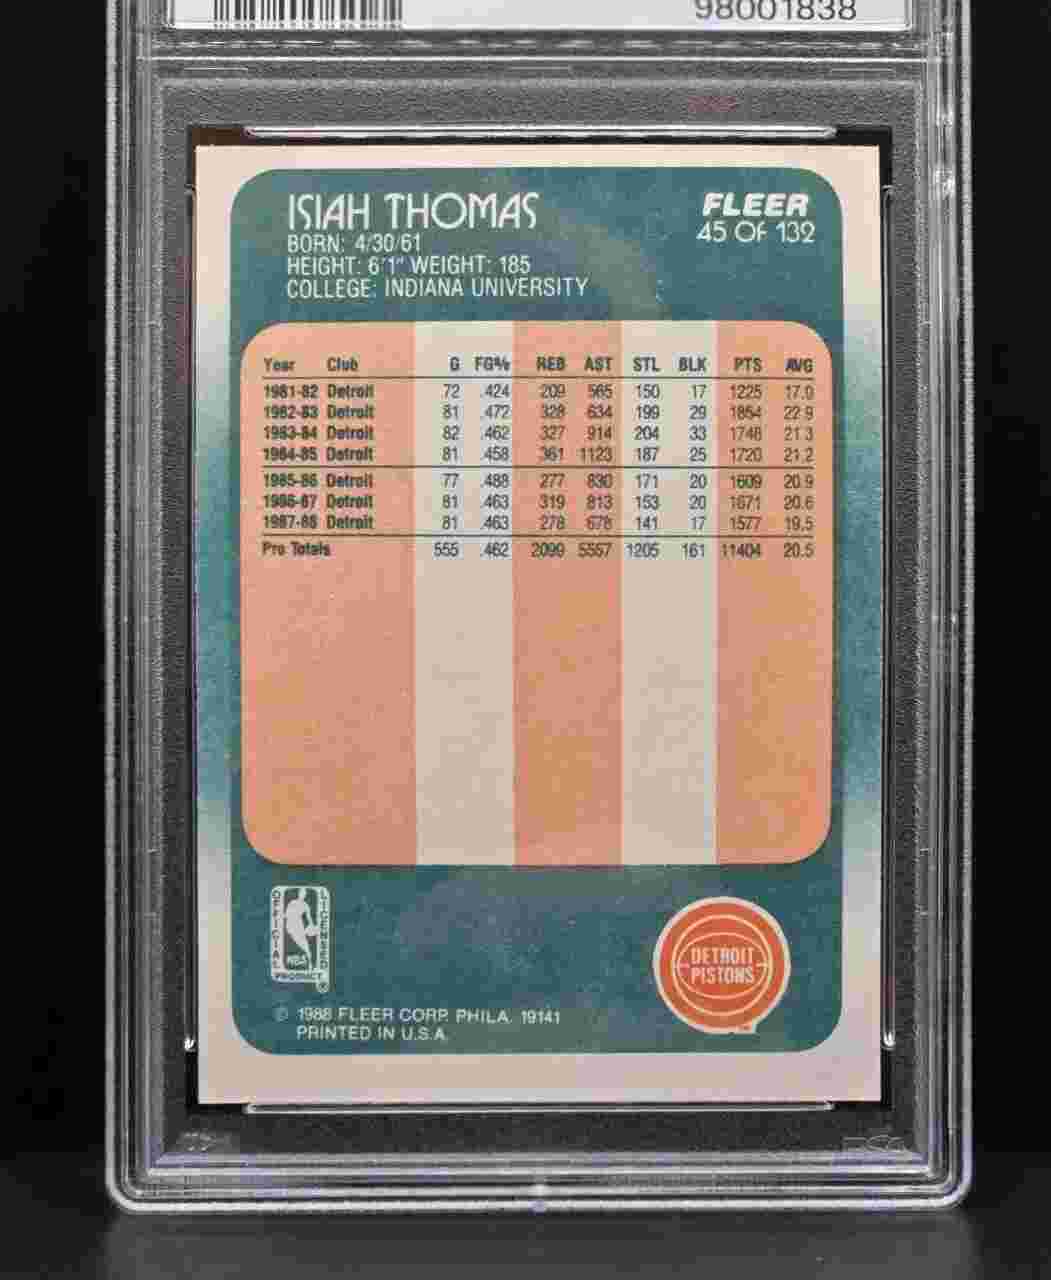 98001838
ISIAH THOMAS
FLEER
BORN: 4/30/61
45 OF 132
HEIGHT: 6'1" WEIGHT: 185
COLLEGE: INDIANA UNIVERSITY
Year Club G FG% REB AST STL BLK PTS AVG
1981-82 Detroit 72 .424 209 565 150 17 1225 17.0
1982-83 Detroit 81 .472 328 634 199 29 1854 22.9
1983-84 Detroit 82 .462 327 914 204 33 1748 21.3
1984-85 Detroit 81 .458 361 1123 187 25 1720 21.2
1985-86 Detroit 77 .488 277 830 171 20 1609 20.9
1986-87 Detroit 81 .463 319 813 153 20 1671 20.6
1987-88 Detroit 81 .463 278 678 141 17 1577 19.5
Pro Totals 555 .462 2099 5557 1205 161 11404 20.5
OFFICIAL LICENSED
NBA
PRODUCT
®
DETROIT
PISTONS
TM
© 1988 FLEER CORP. PHILA. 19141
PRINTED IN U.S.A.
PSA